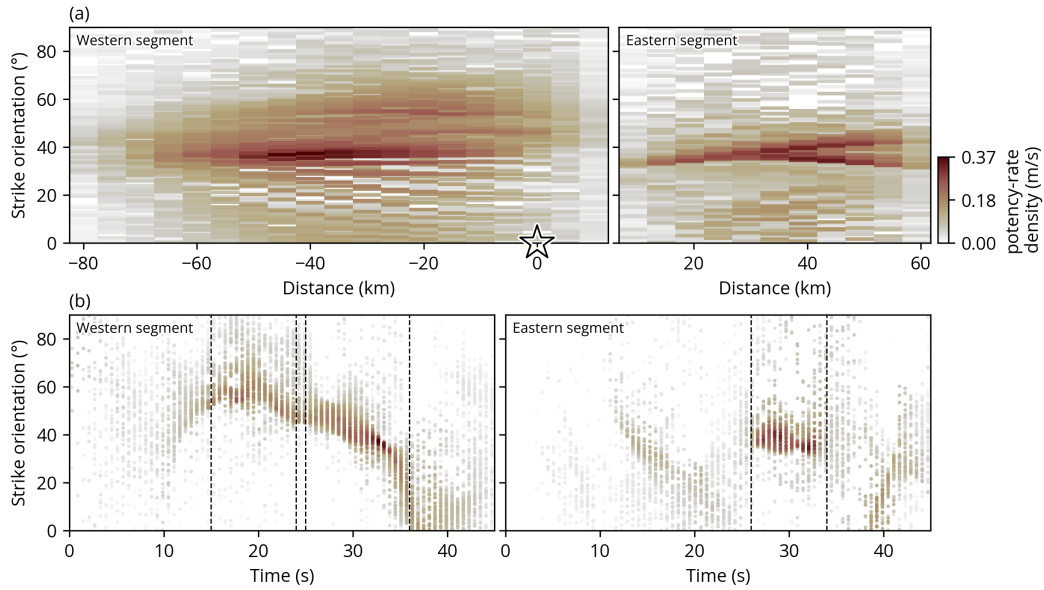 (a)
Western segment
Eastern segment
80
60
40
20
0
Strike orientation (°)
−80
−60
−40
−20
0
20
40
60
Distance (km)
Distance (km)
0.37
0.18
0.00
potency-rate
density (m/s)
(b)
Western segment
Eastern segment
80
60
40
20
0
Strike orientation (°)
0
10
20
30
40
0
10
20
30
40
Time (s)
Time (s)